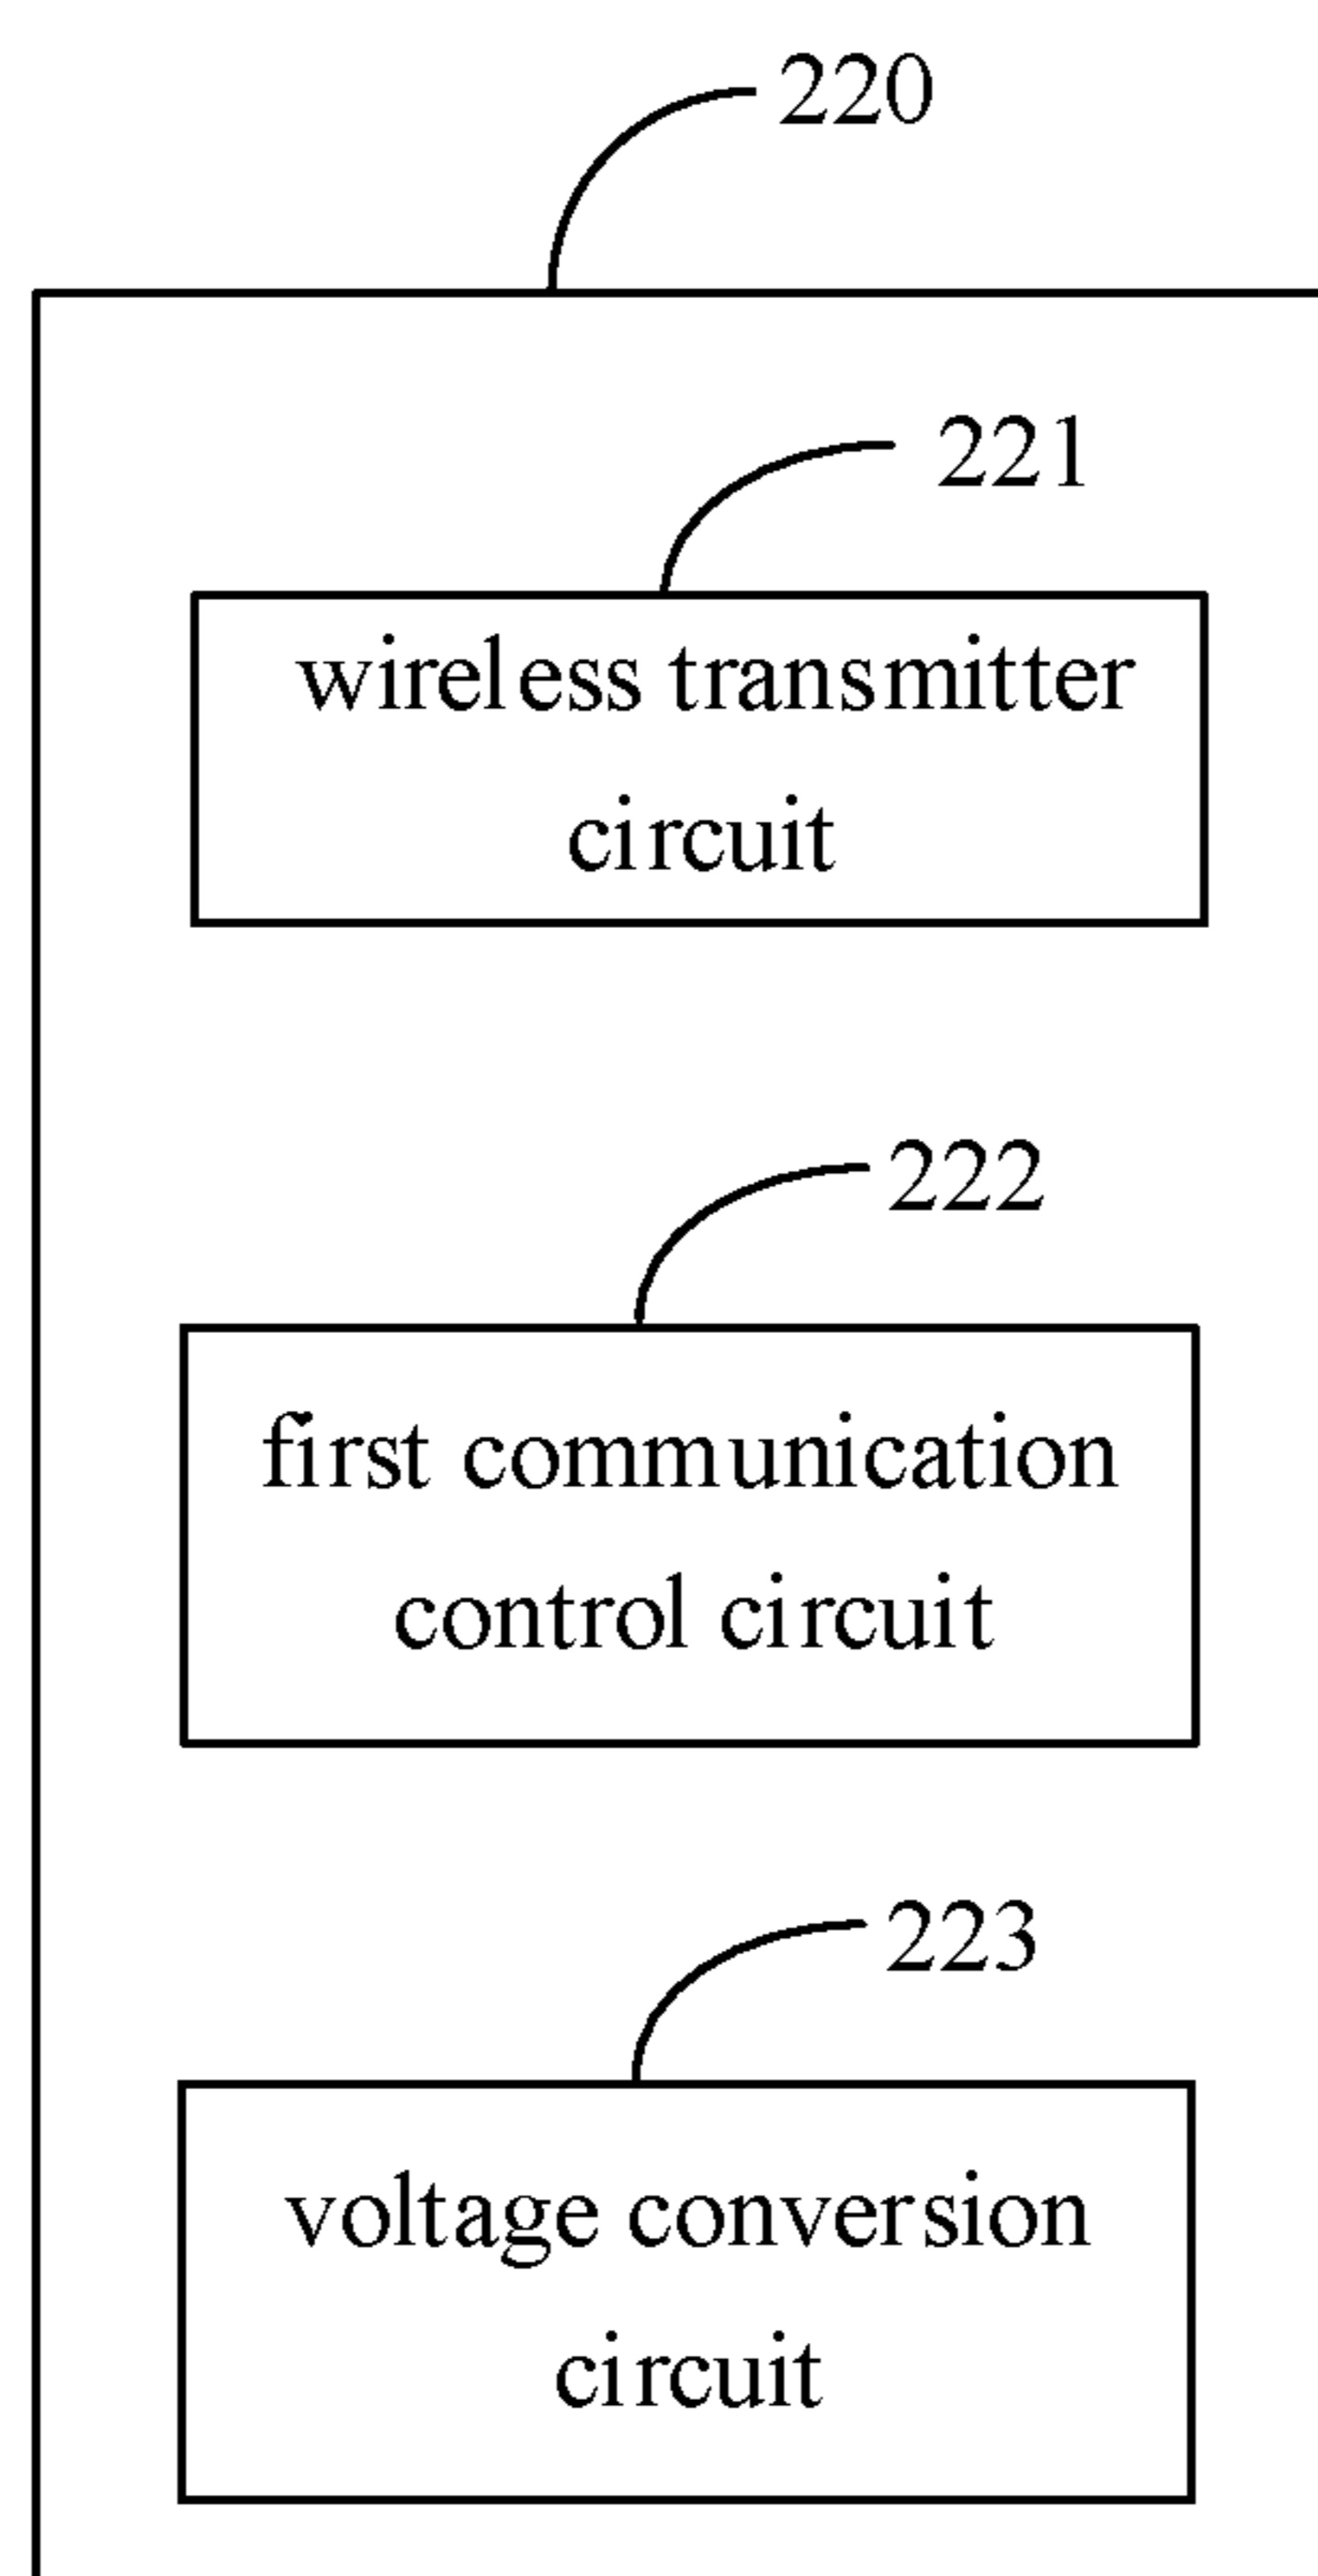 220
221
wireless transmitter
circuit
222
first communication
control circuit
223
voltage conversion
circuit